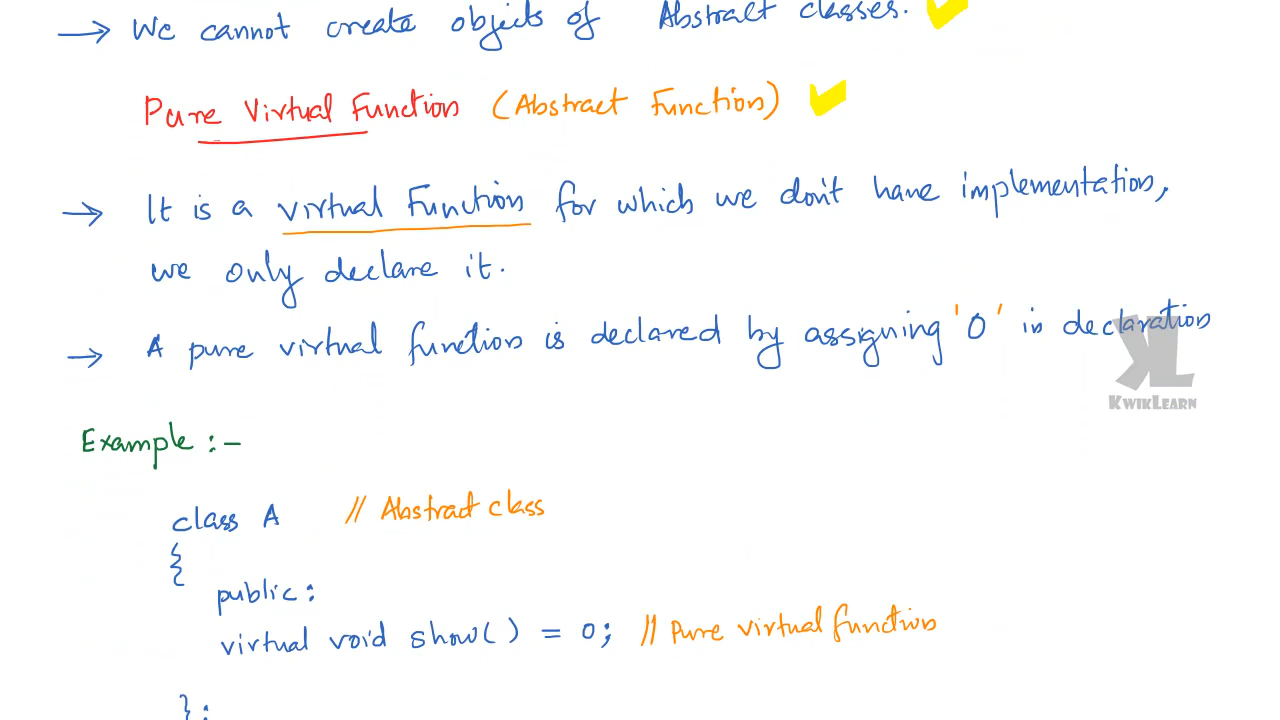 → We cannot create objects of Abstract classes.
Pure Virtual Function (Abstract Function)
→ It is a virtual Function for which we don't have implementation,
we only declare it.
→ A pure virtual function is declared by assigning '0' in declaration
KL
KWIKLEARN
Example :-
class A // Abstract class
{
public:
virtual void show() = 0; // Pure virtual function
};